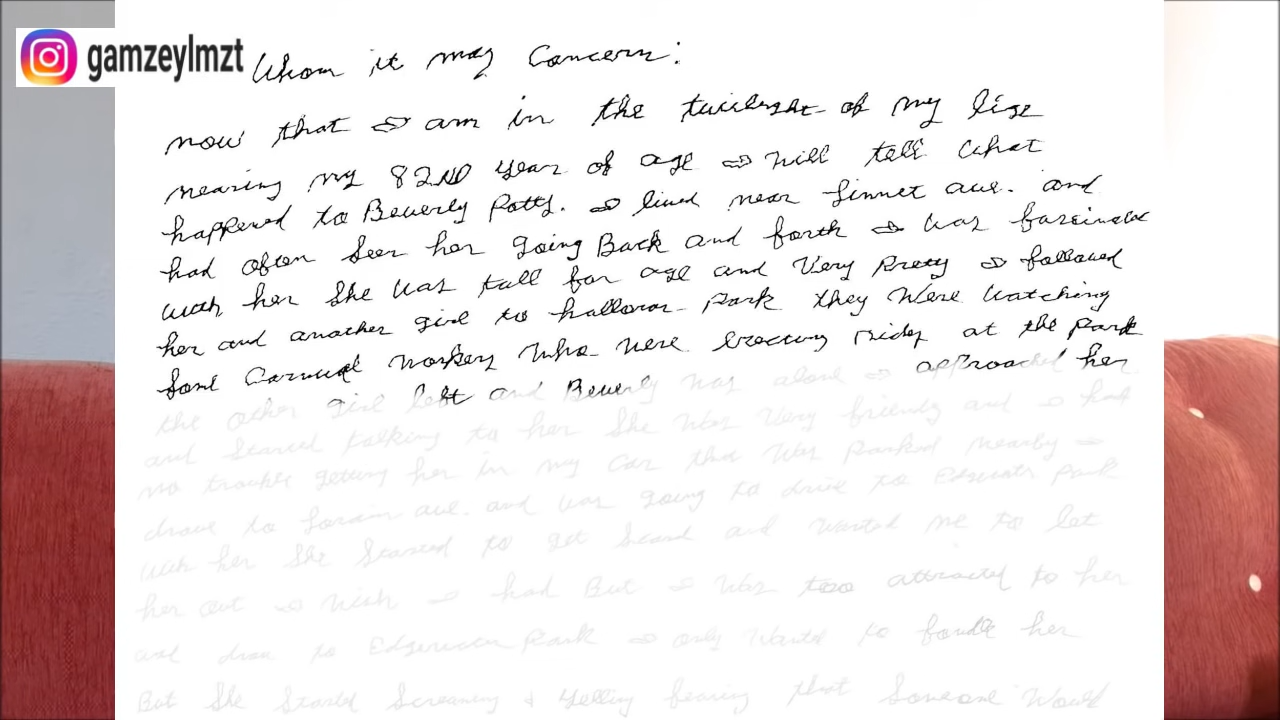 gamzeylmzt
Whom it may Concern:
now that I am in the twilight of my life
nearing my 82ND year of age I will tell what
happened to Beverly Potts. I lived near Linnet ave. and
had often seen her going Back and forth I was fascinated
with her She was tall for age and Very Pretty I followed
her and another girl to halloran Park they were watching
some Carnival workers who were erecting rides at the Park
the other girl left and Beverly was alone I approached her
and started talking to her She was Very friendly and I had
no trouble getting her in my car that was Parked nearby I
drove to Lorain ave. and was going to drive to Edgewater Park
with her She started to get scared and wanted me to let
her out I wish I had But I was too attracted to her
and drove to Edgewater Park I only wanted to fondle her
But She started Screaming & yelling fearing that someone would